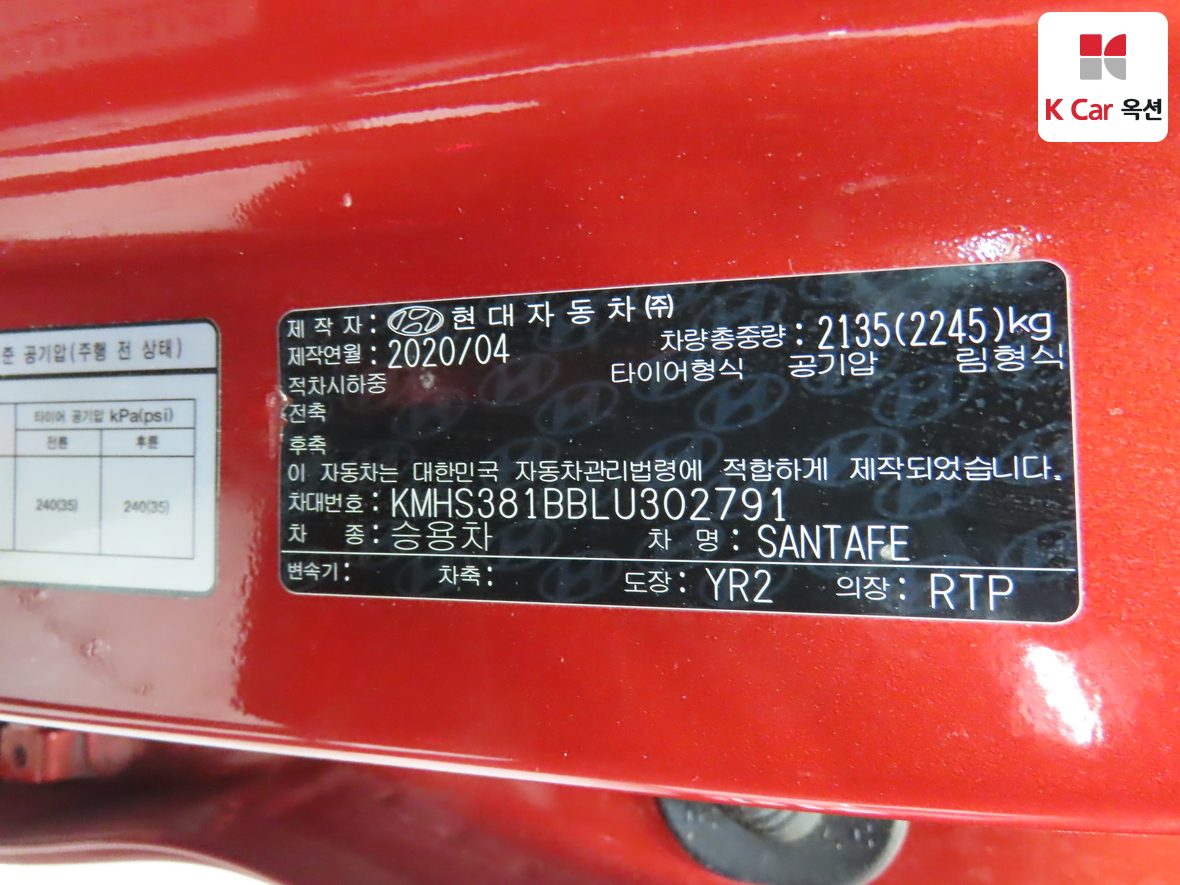 K Car 옥션
제 작 자 : 현 대 자 동 차 ㈜
제작연월 : 2020/04 차량총중량 : 2135(2245)kg
적차시하중 타이어형식 공기압 림형식
전축
후축
이 자동차는 대한민국 자동차관리법령에 적합하게 제작되었습니다.
차대번호 : KMHS381BBLU302791
차 종 : 승용차 차 명 : SANTAFE
변속기 : 차축 : 도장 : YR2 의장 : RTP
준 공기압(주행 전 상태)
타이어 공기압 kPa(psi)
전륜 후륜
240(35) 240(35)